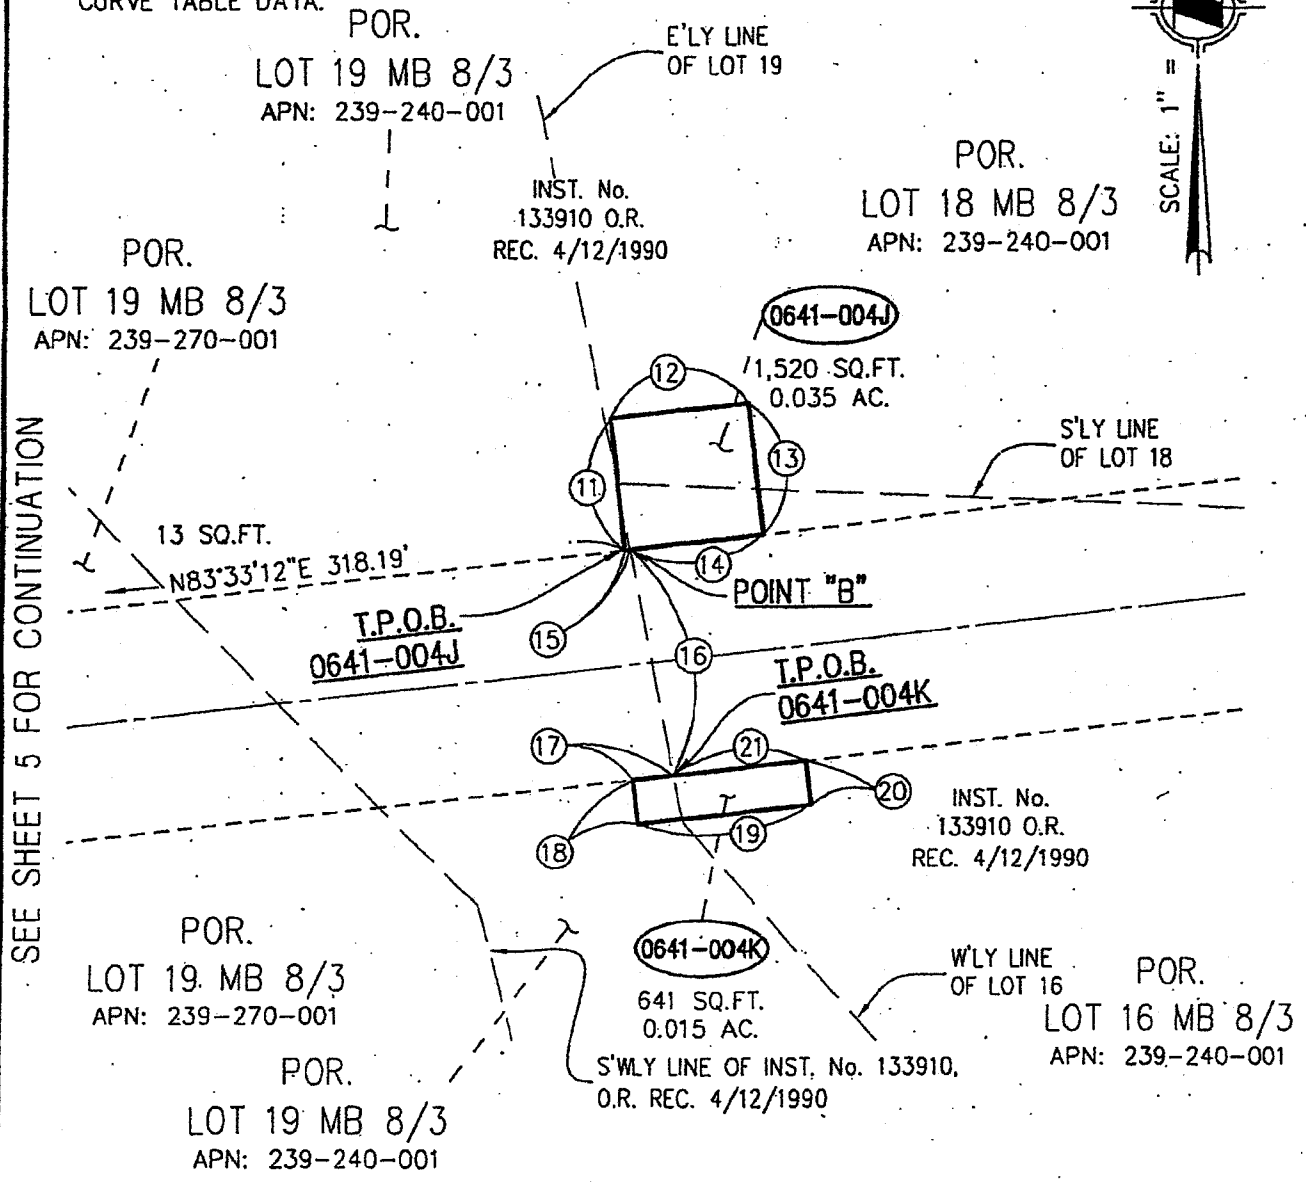 CURVE TABLE DATA.
POR.
LOT 19 MB 8/3
APN: 239-240-001
E'LY LINE
OF LOT 19
SCALE: 1" =
INST. No.
133910 O.R.
REC. 4/12/1990
POR.
LOT 18 MB 8/3
APN: 239-240-001
POR.
LOT 19 MB 8/3
APN: 239-270-001
0641-004J
1,520 SQ.FT.
0.035 AC.
12
13
11
14
S'LY LINE
OF LOT 18
SEE SHEET 5 FOR CONTINUATION
13 SQ.FT.
N83°33'12"E 318.19'
POINT "B"
T.P.O.B.
0641-004J
15
16
T.P.O.B.
0641-004K
17
21
20
18
19
INST. No.
133910 O.R.
REC. 4/12/1990
0641-004K
641 SQ.FT.
0.015 AC.
W'LY LINE
OF LOT 16
POR.
LOT 16 MB 8/3
APN: 239-240-001
POR.
LOT 19 MB 8/3
APN: 239-270-001
S'WLY LINE OF INST. No. 133910,
O.R. REC. 4/12/1990
POR.
LOT 19 MB 8/3
APN: 239-240-001